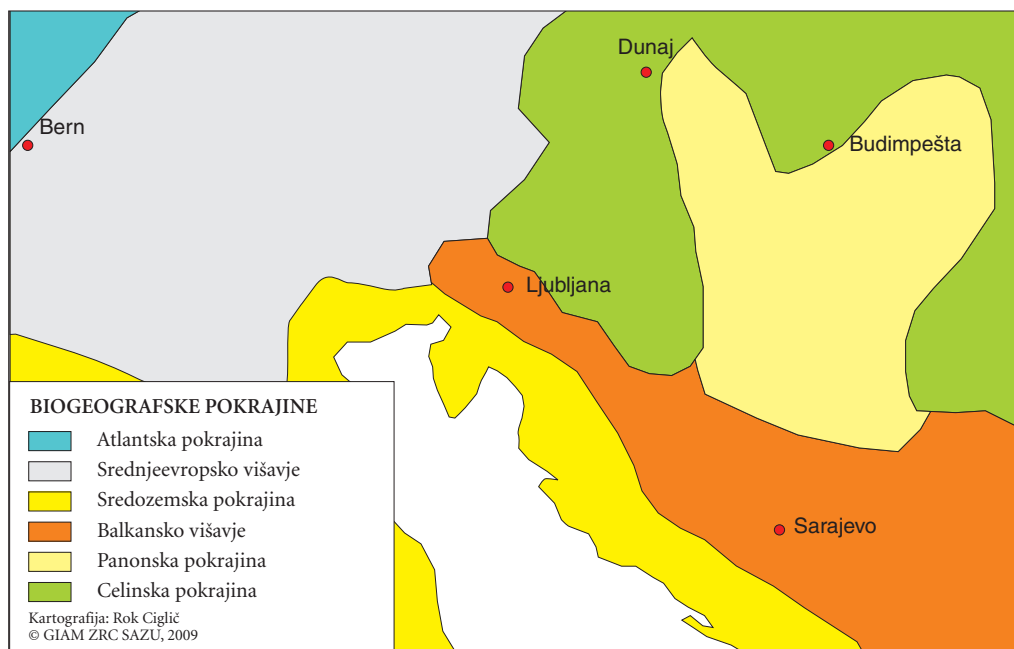 Dunaj
Bern
Budimpešta
Ljubljana
Sarajevo
BIOGEOGRAFSKE POKRAJINE
Atlantska pokrajina
Srednjeevropsko višavje
Sredozemska pokrajina
Balkansko višavje
Panonska pokrajina
Celinska pokrajina
Kartografija: Rok Ciglič
© GIAM ZRC SAZU, 2009